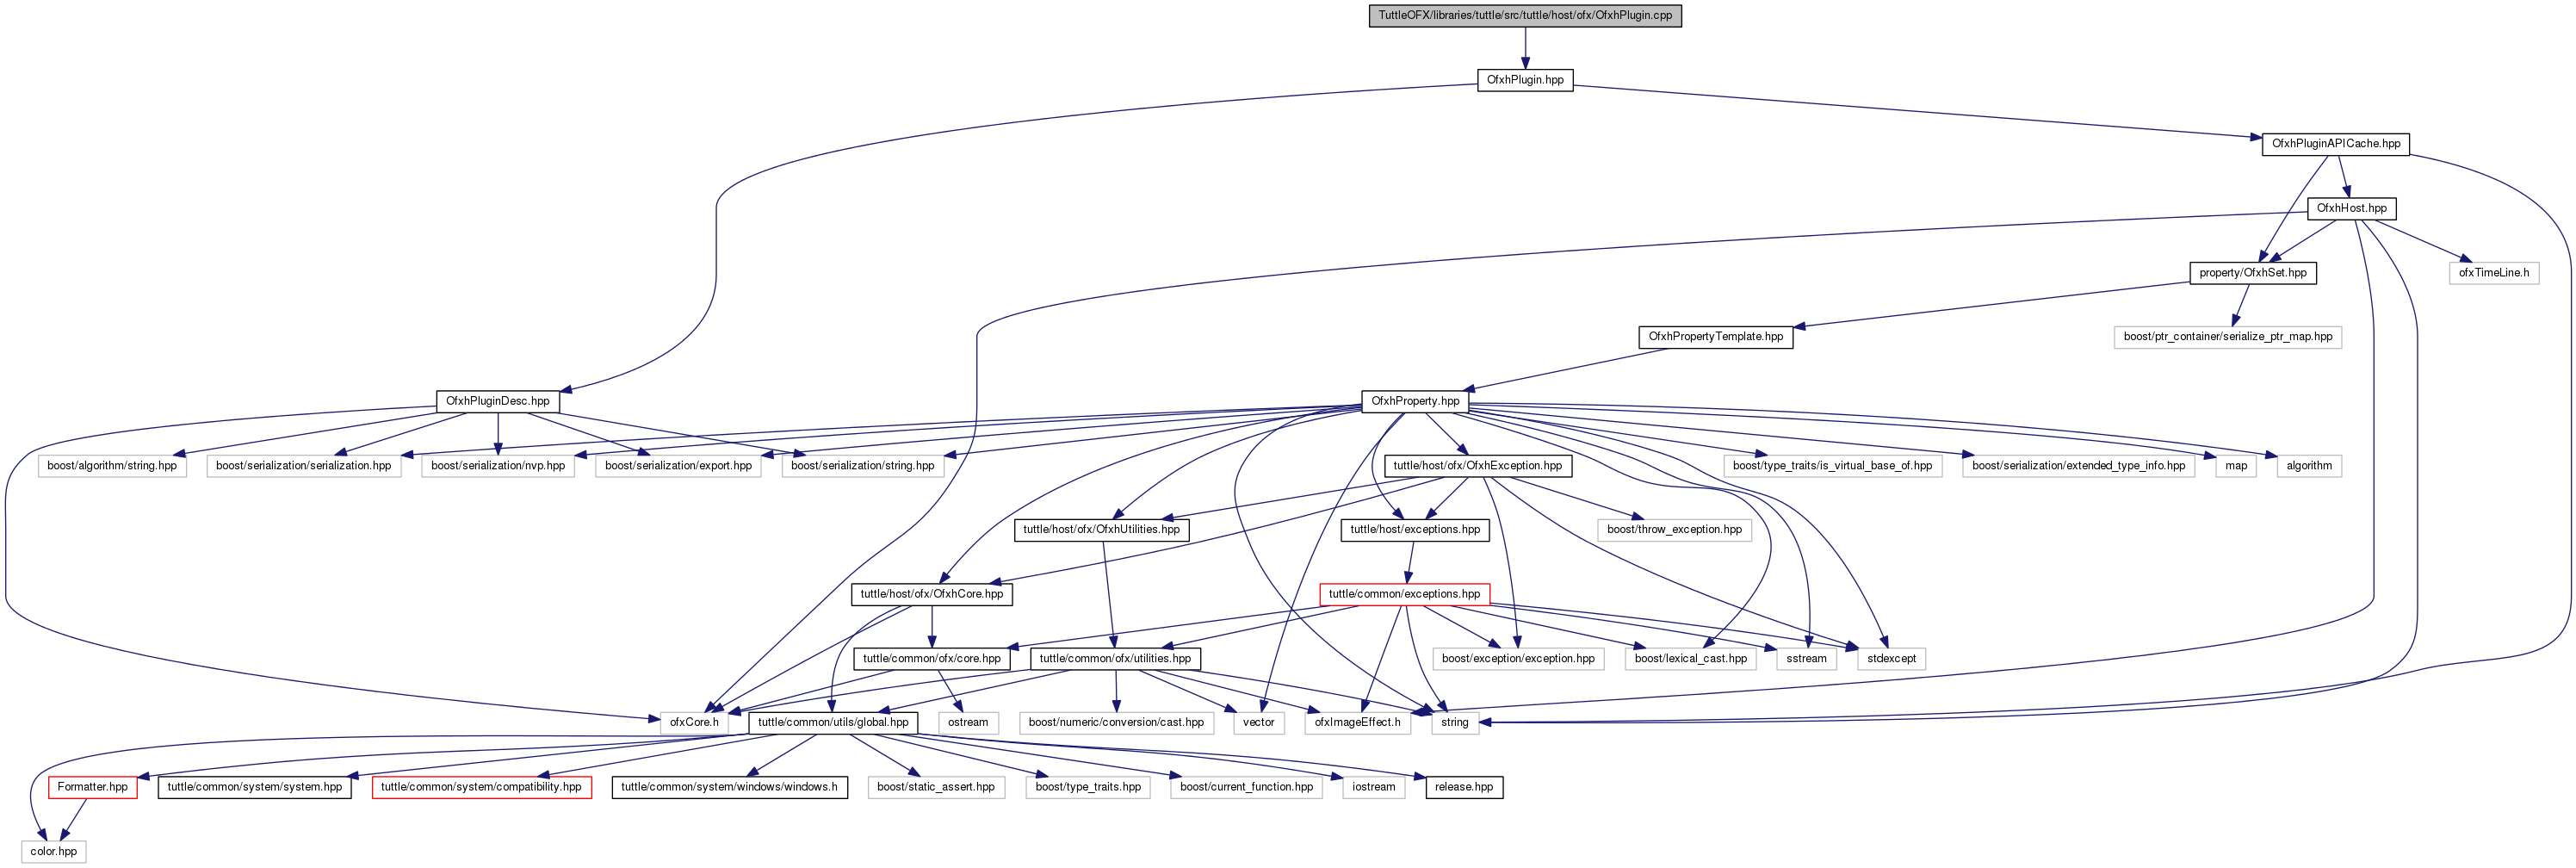 TuttleOFX/libraries/tuttle/src/tuttle/host/ofx/OfxhPlugin.cpp
OfxhPlugin.hpp
OfxhPluginAPICache.hpp
OfxhHost.hpp
property/OfxhSet.hpp
ofxTimeLine.h
OfxhPropertyTemplate.hpp
boost/ptr_container/serialize_ptr_map.hpp
OfxhPluginDesc.hpp
OfxhProperty.hpp
boost/algorithm/string.hpp
boost/serialization/serialization.hpp
boost/serialization/nvp.hpp
boost/serialization/export.hpp
boost/serialization/string.hpp
tuttle/host/ofx/OfxhException.hpp
boost/type_traits/is_virtual_base_of.hpp
boost/serialization/extended_type_info.hpp
map
algorithm
tuttle/host/ofx/OfxhUtilities.hpp
tuttle/host/exceptions.hpp
boost/throw_exception.hpp
tuttle/host/ofx/OfxhCore.hpp
tuttle/common/exceptions.hpp
tuttle/common/ofx/core.hpp
tuttle/common/ofx/utilities.hpp
boost/exception/exception.hpp
boost/lexical_cast.hpp
sstream
stdexcept
ofxCore.h
tuttle/common/utils/global.hpp
ostream
boost/numeric/conversion/cast.hpp
vector
ofxImageEffect.h
string
Formatter.hpp
tuttle/common/system/system.hpp
tuttle/common/system/compatibility.hpp
tuttle/common/system/windows/windows.h
boost/static_assert.hpp
boost/type_traits.hpp
boost/current_function.hpp
iostream
release.hpp
color.hpp